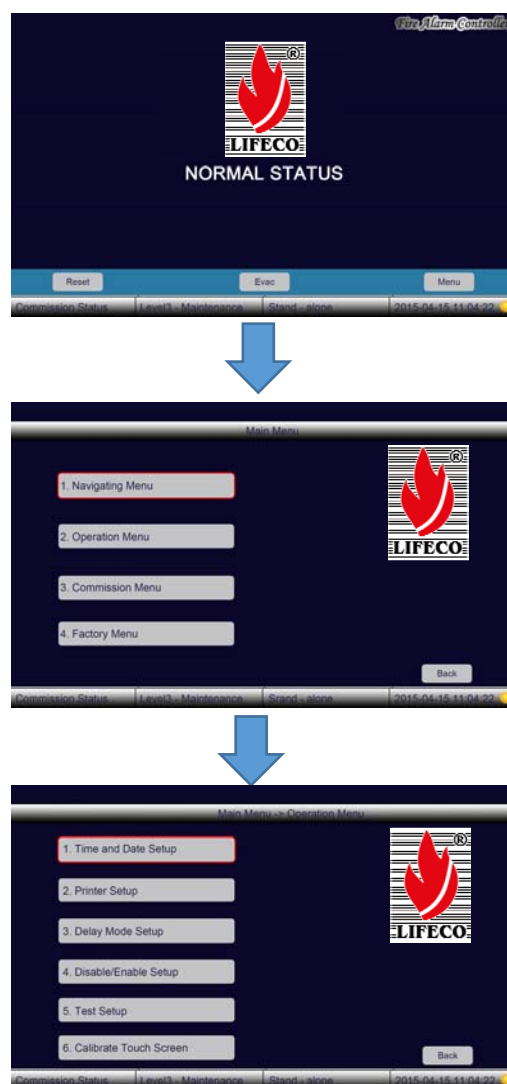 Fire Alarm Controlle
®
LIFECO
NORMAL STATUS
Reset Evac Menu
Commission Status Level3 - Maintenance Stand - alone 2015-04-15 11:04:22
Main Menu
®
1. Navigating Menu
2. Operation Menu
LIFECO
3. Commission Menu
4. Factory Menu
Back
Commission Status Level3 - Maintenance Srand - alone 2015-04-15 11:04:22
Main Menu -> Operation Menu
®
1. Time and Date Setup
2. Printer Setup
3. Delay Mode Setup
LIFECO
4. Disable/Enable Setup
5. Test Setup
6. Calibrate Touch Screen
Back
Commission Status Level3 - Maintenance Stand - alone 2015-04-15 11:04:22